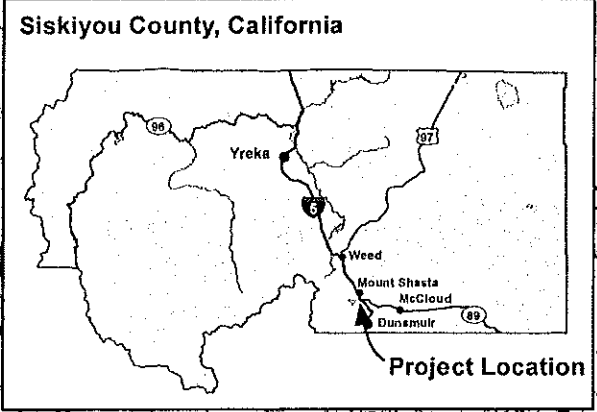 Siskiyou County, California
96
97
Yreka
5
Weed
Mount Shasta
McCloud
89
Dunsmuir
Project Location